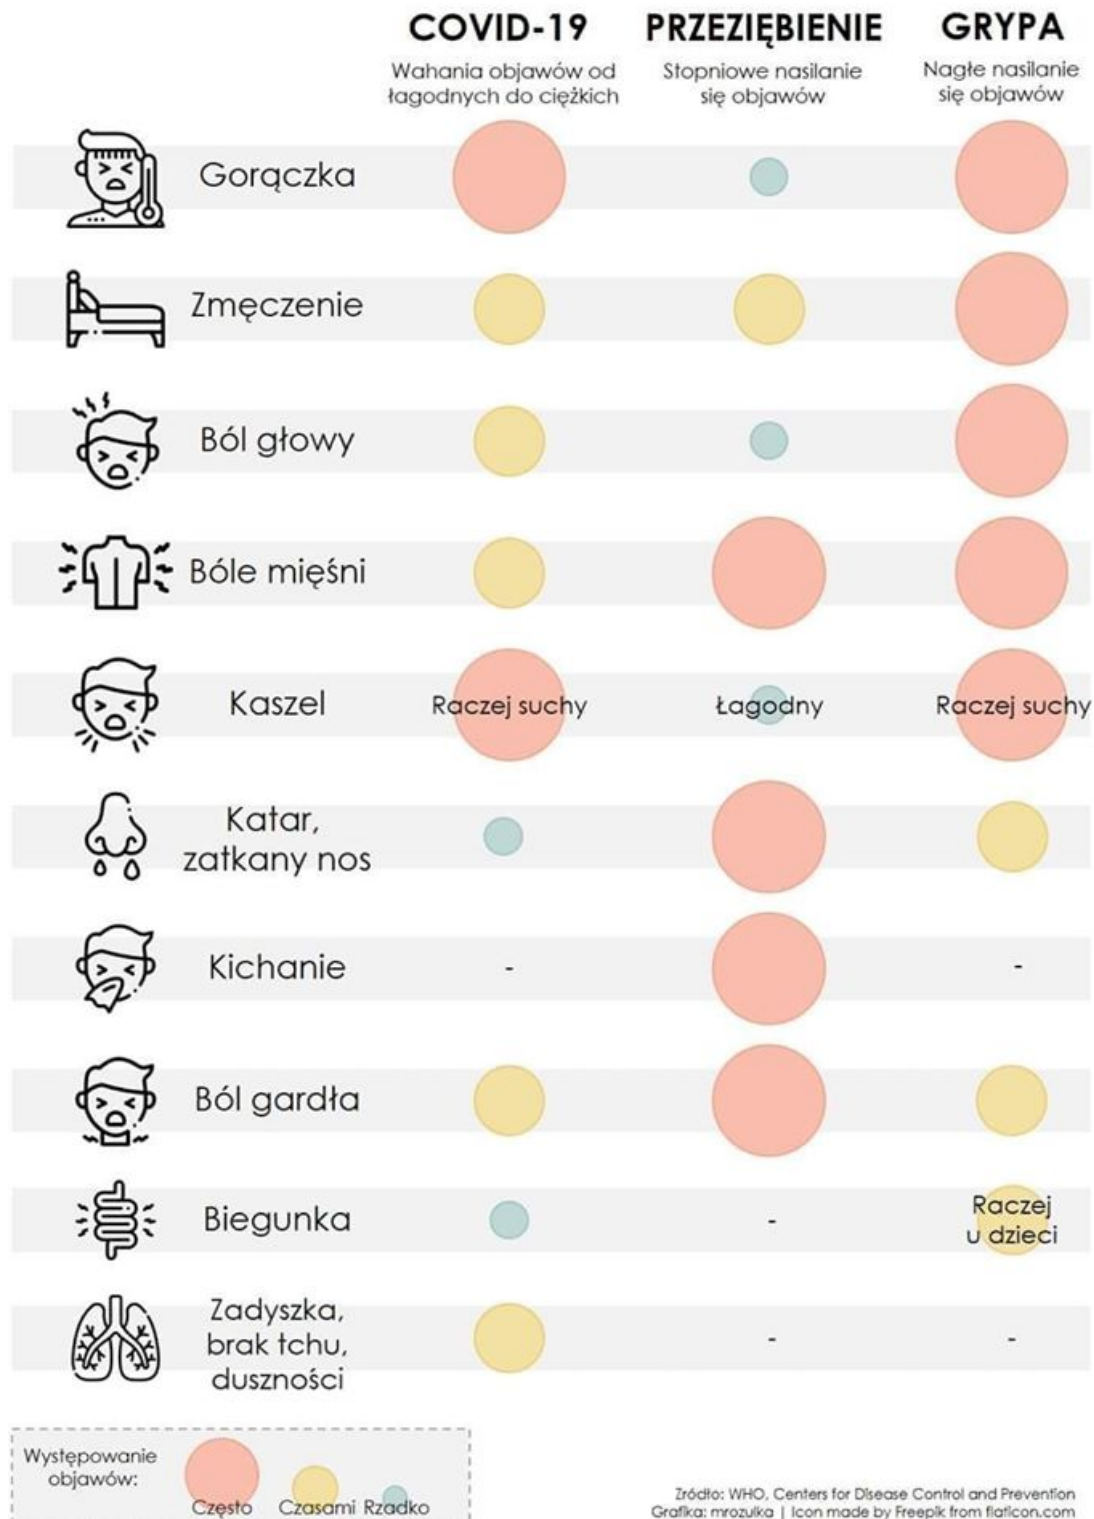 COVID-19
PRZEZIĘBIENIE
GRYPA
Wahania objawów od
łagodnych do ciężkich
Stopniowe nasilanie
się objawów
Nagłe nasilanie
się objawów
Gorączka
Zmęczenie
Ból głowy
Bóle mięśni
Kaszel
Raczej suchy
Łagodny
Raczej suchy
Katar,
zatkany nos
Kichanie
-
-
Ból gardła
Biegunka
-
Raczej
u dzieci
Zadyszka,
brak tchu,
duszności
-
-
Występowanie
objawów:
Często
Czasami
Rzadko
Źródło: WHO, Centers for Disease Control and Prevention
Grafika: mrozulka | Icon made by Freepik from flaticon.com